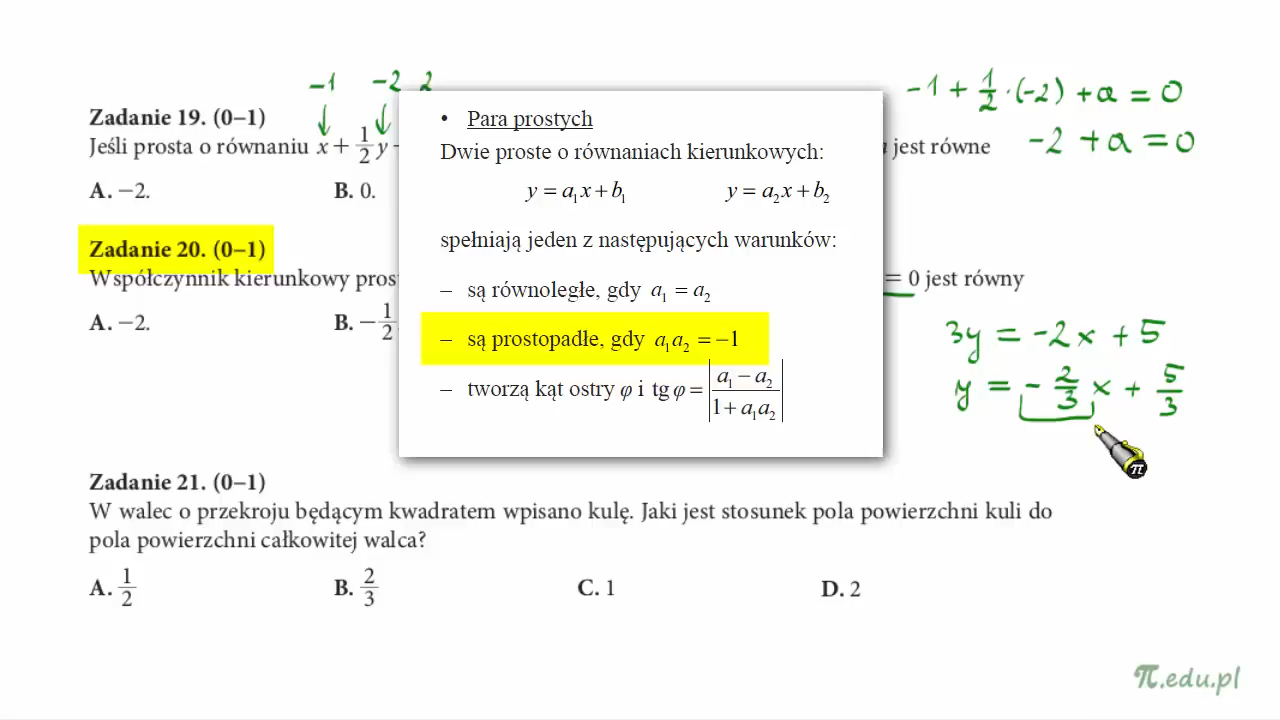 −1 −2 2
Zadanie 19. (0–1)
Jeśli prosta o równaniu x + 1/2 y
jest równe
A. −2. B. 0.
−1 + 1/2 · (−2) + a = 0
−2 + a = 0
Zadanie 20. (0–1)
Współczynnik kierunkowy
= 0 jest równy
A. −2. B. −1/2
3y = −2x + 5
y = −2/3 x + 5/3
• Para prostych
Dwie proste o równaniach kierunkowych:
y = a₁x + b₁ y = a₂x + b₂
spełniają jeden z następujących warunków:
– są równoległe, gdy a₁ = a₂
– są prostopadłe, gdy a₁a₂ = −1
– tworzą kąt ostry φ i tg φ = |(a₁ − a₂)/(1 + a₁a₂)|
Zadanie 21. (0–1)
W walec o przekroju będącym kwadratem wpisano kulę. Jaki jest stosunek pola powierzchni kuli do
pola powierzchni całkowitej walca?
A. 1/2 B. 2/3 C. 1 D. 2
π
π.edu.pl